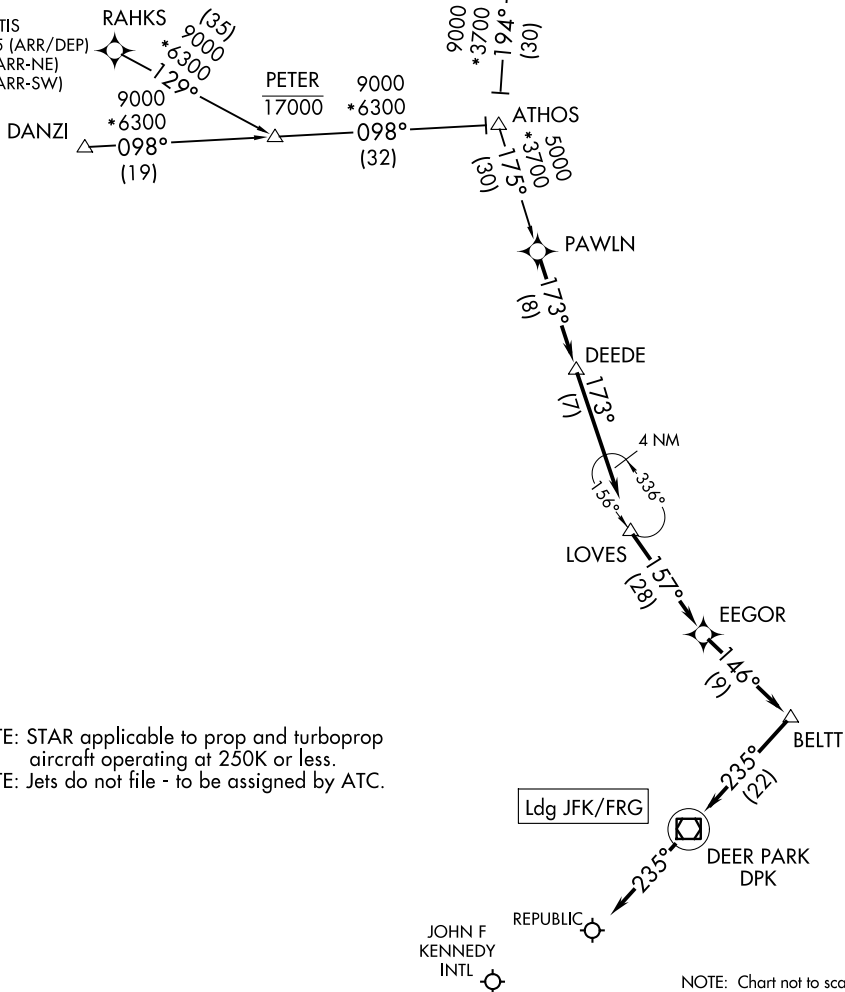 TIS
5 (ARR/DEP)
ARR-NE)
ARR-SW)
RAHKS
(35)
9000
*6300
129°
9000
*3700
194°
(30)
PETER
17000
9000
*6300
098°
(32)
ATHOS
DANZI
9000
*6300
098°
(19)
5000
*3700
175°
(30)
PAWLN
173°
(8)
DEEDE
173°
(7)
4 NM
156°
336°
LOVES
157°
(28)
EEGOR
146°
(9)
BELTT
TE: STAR applicable to prop and turboprop
aircraft operating at 250K or less.
TE: Jets do not file - to be assigned by ATC.
235°
(22)
Ldg JFK/FRG
DEER PARK
DPK
235°
REPUBLIC
JOHN F
KENNEDY
INTL
NOTE: Chart not to sca